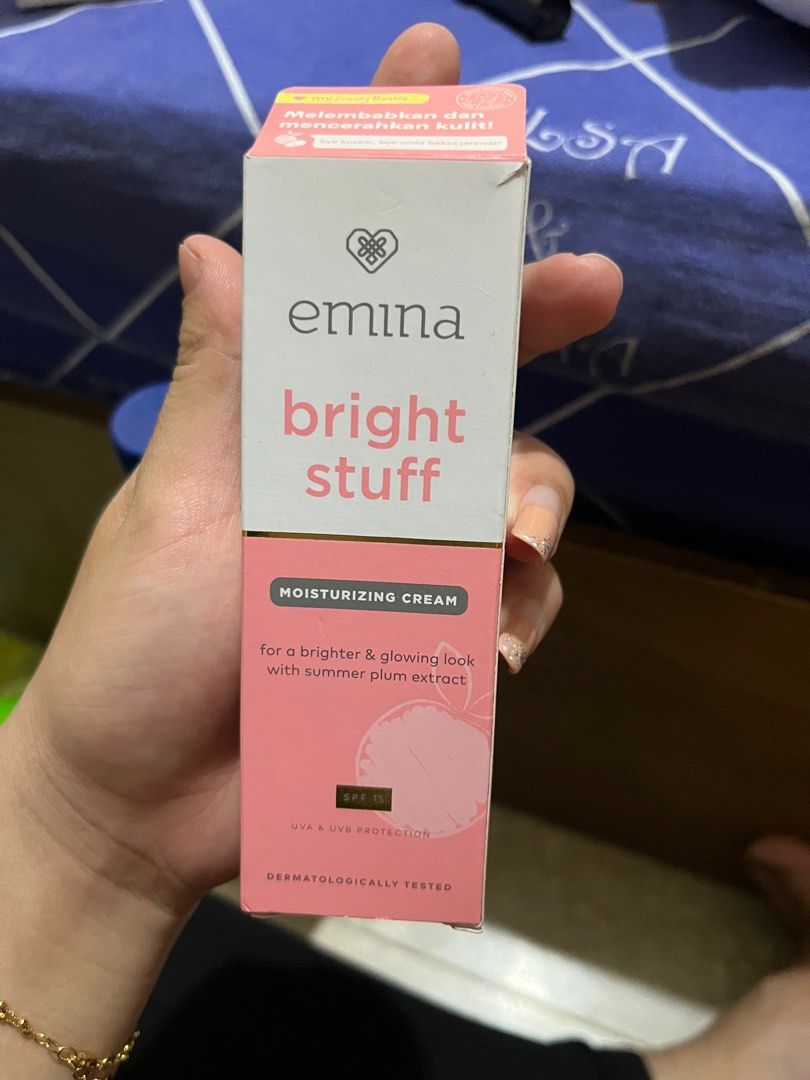 my beauty Bestie
Melembabkan dan
mencerahkan kulit!
bye kusam, bye noda bekas jerawat!
emina
bright
stuff
MOISTURIZING CREAM
for a brighter & glowing look
with summer plum extract
SPF 15
UVA & UVB PROTECTION
DERMATOLOGICALLY TESTED
LSA
&